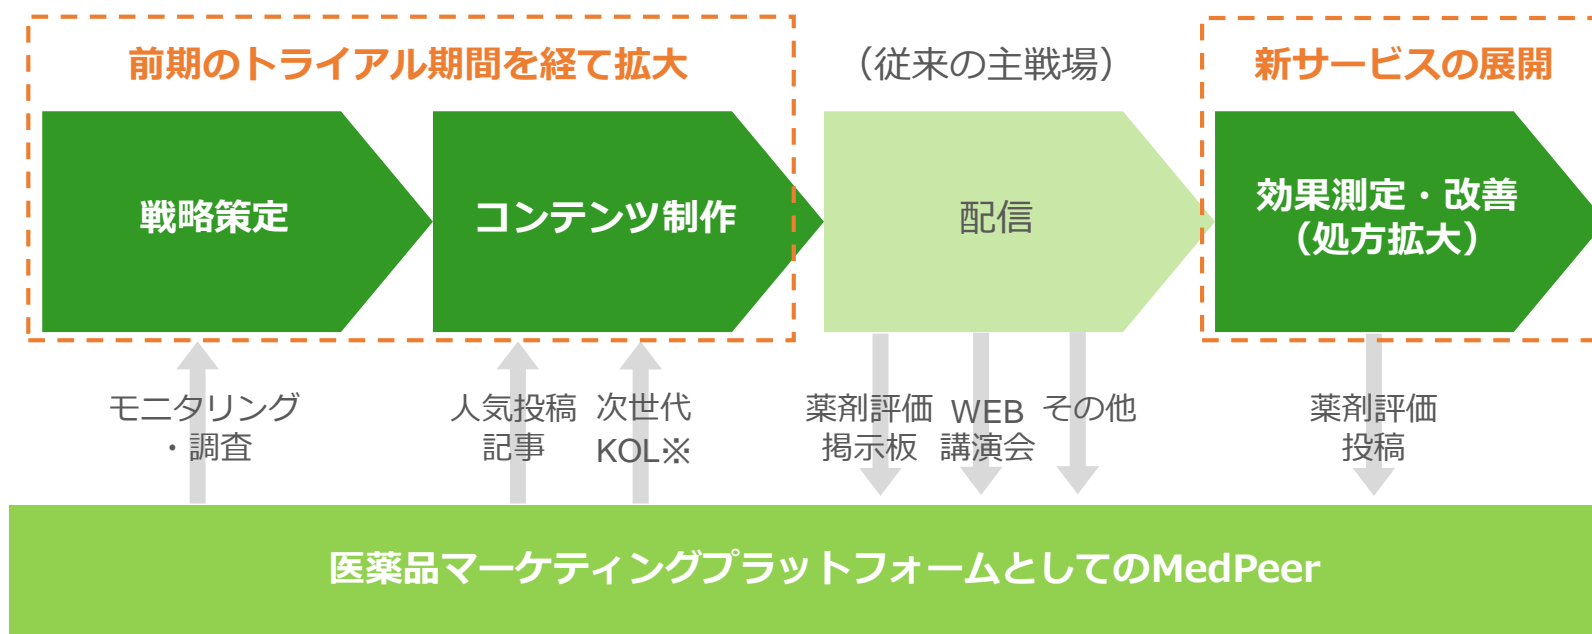 前期のトライアル期間を経て拡大
（従来の主戦場）
新サービスの展開
戦略策定
コンテンツ制作
配信
効果測定・改善
（処方拡大）
モニタリング
・調査
人気投稿
記事
次世代
KOL※
薬剤評価
掲示板
WEB
講演会
その他
薬剤評価
投稿
医薬品マーケティングプラットフォームとしてのMedPeer